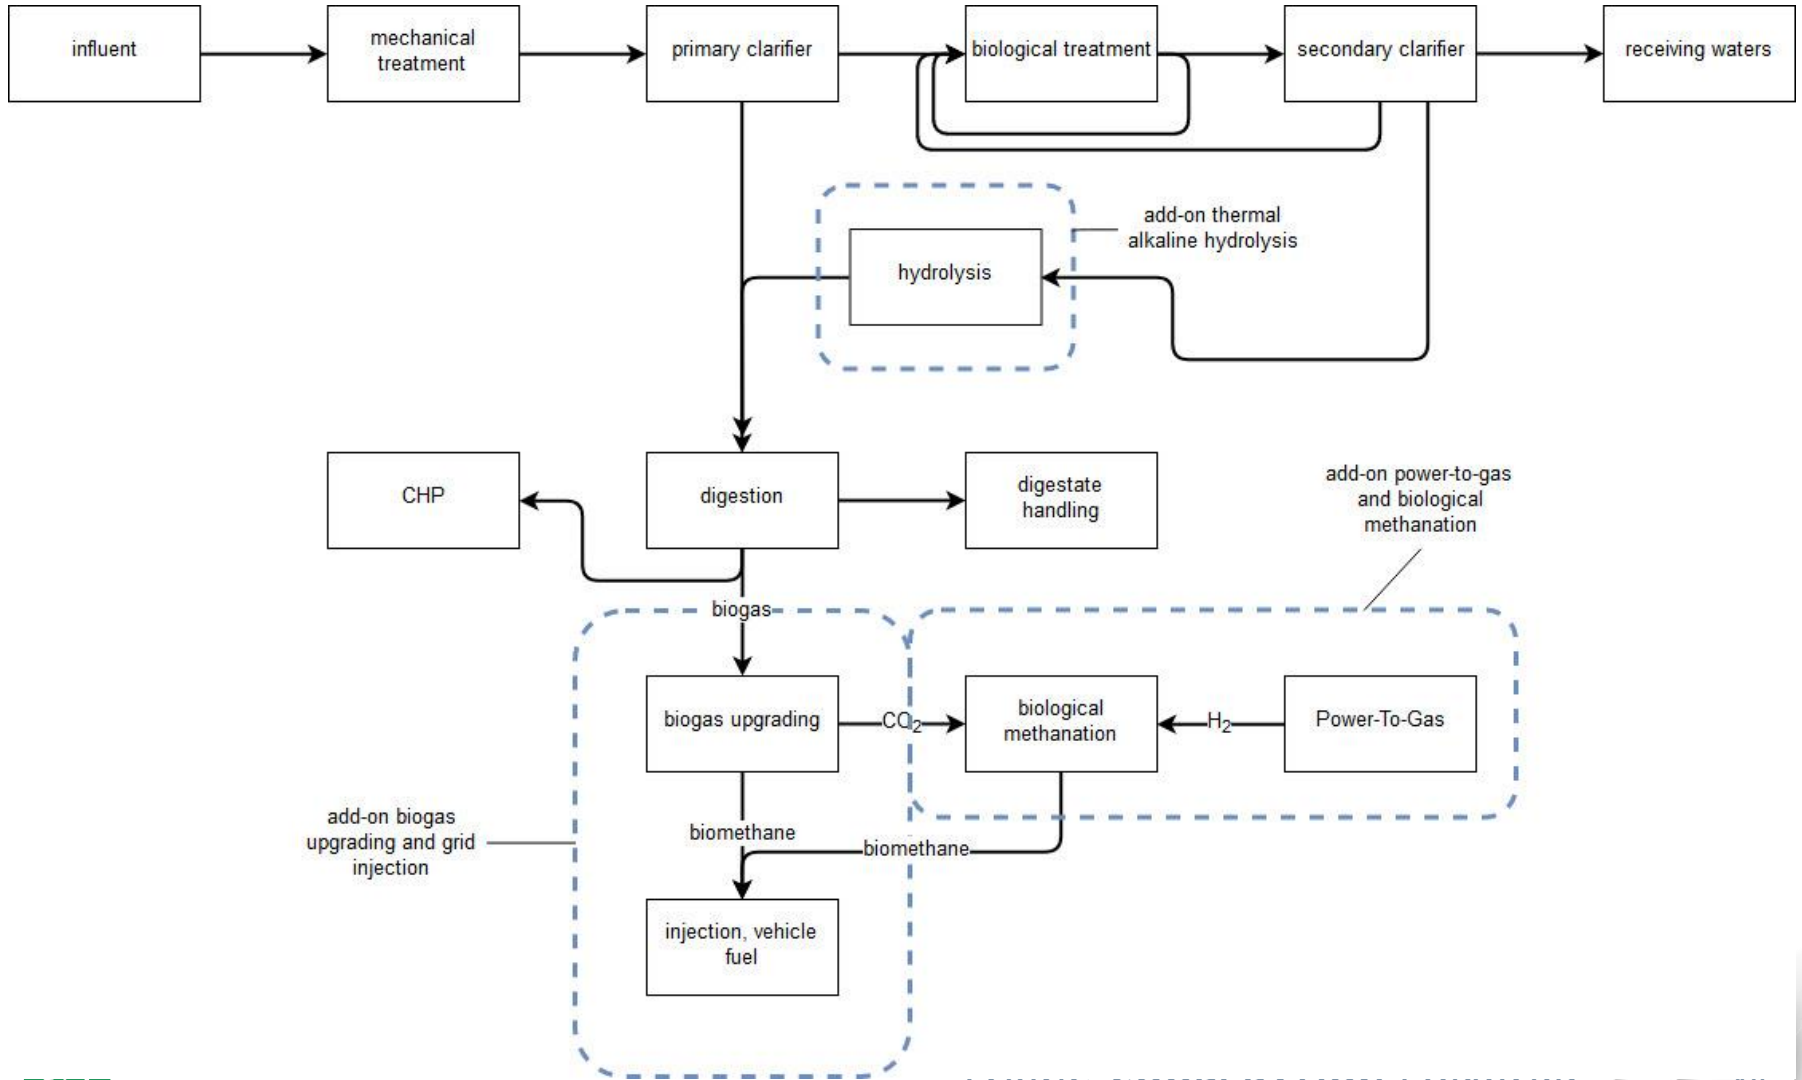 influent
mechanical
treatment
primary clarifier
biological treatment
secondary clarifier
receiving waters
add-on thermal
alkaline hydrolysis
hydrolysis
CHP
digestion
digestate
handling
add-on power-to-gas
and biological
methanation
biogas
biogas upgrading
CO2
biological
methanation
H2
Power-To-Gas
add-on biogas
upgrading and grid
injection
biomethane
biomethane
injection, vehicle
fuel